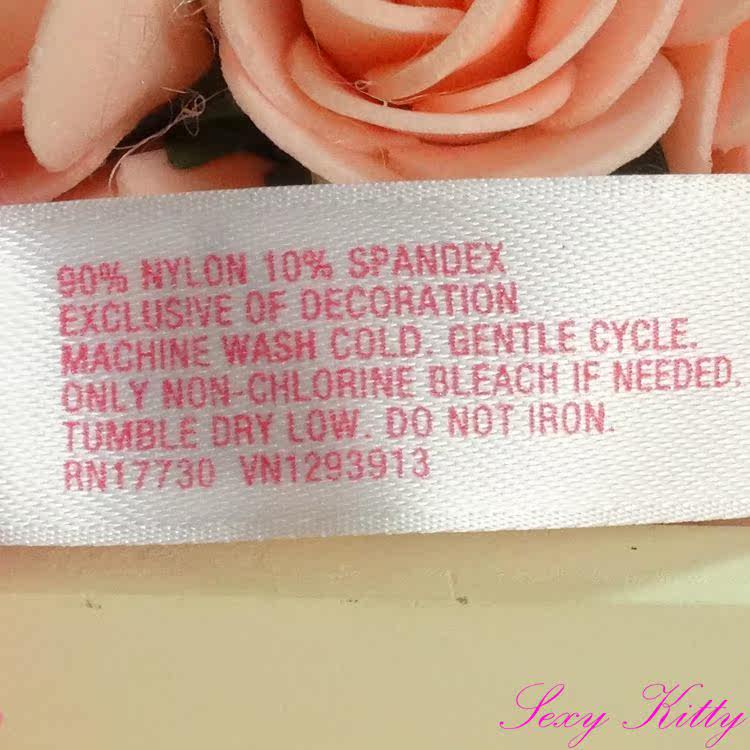 90% NYLON 10% SPANDEX
EXCLUSIVE OF DECORATION
MACHINE WASH COLD. GENTLE CYCLE.
ONLY NON-CHLORINE BLEACH IF NEEDED.
TUMBLE DRY LOW. DO NOT IRON.
RN17730 VN1293913
Sexy Kitty